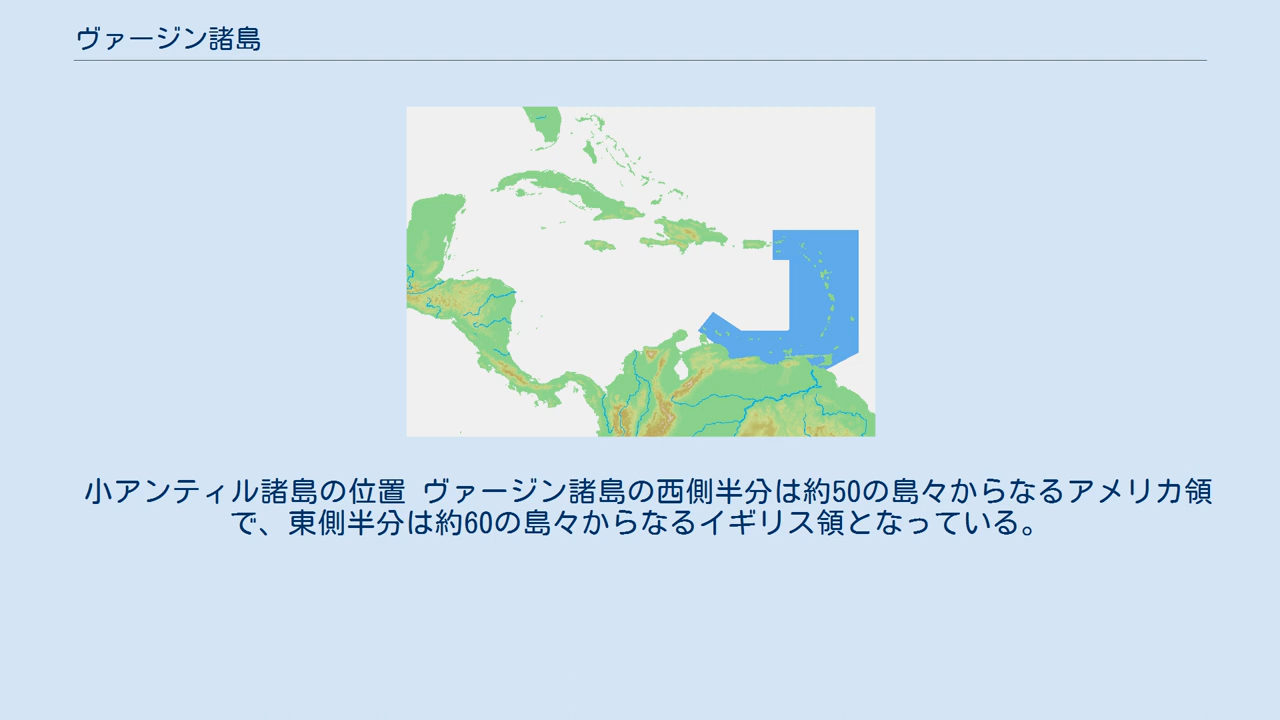 ヴァージン諸島
小アンティル諸島の位置 ヴァージン諸島の西側半分は約50の島々からなるアメリカ領
で、東側半分は約60の島々からなるイギリス領となっている。